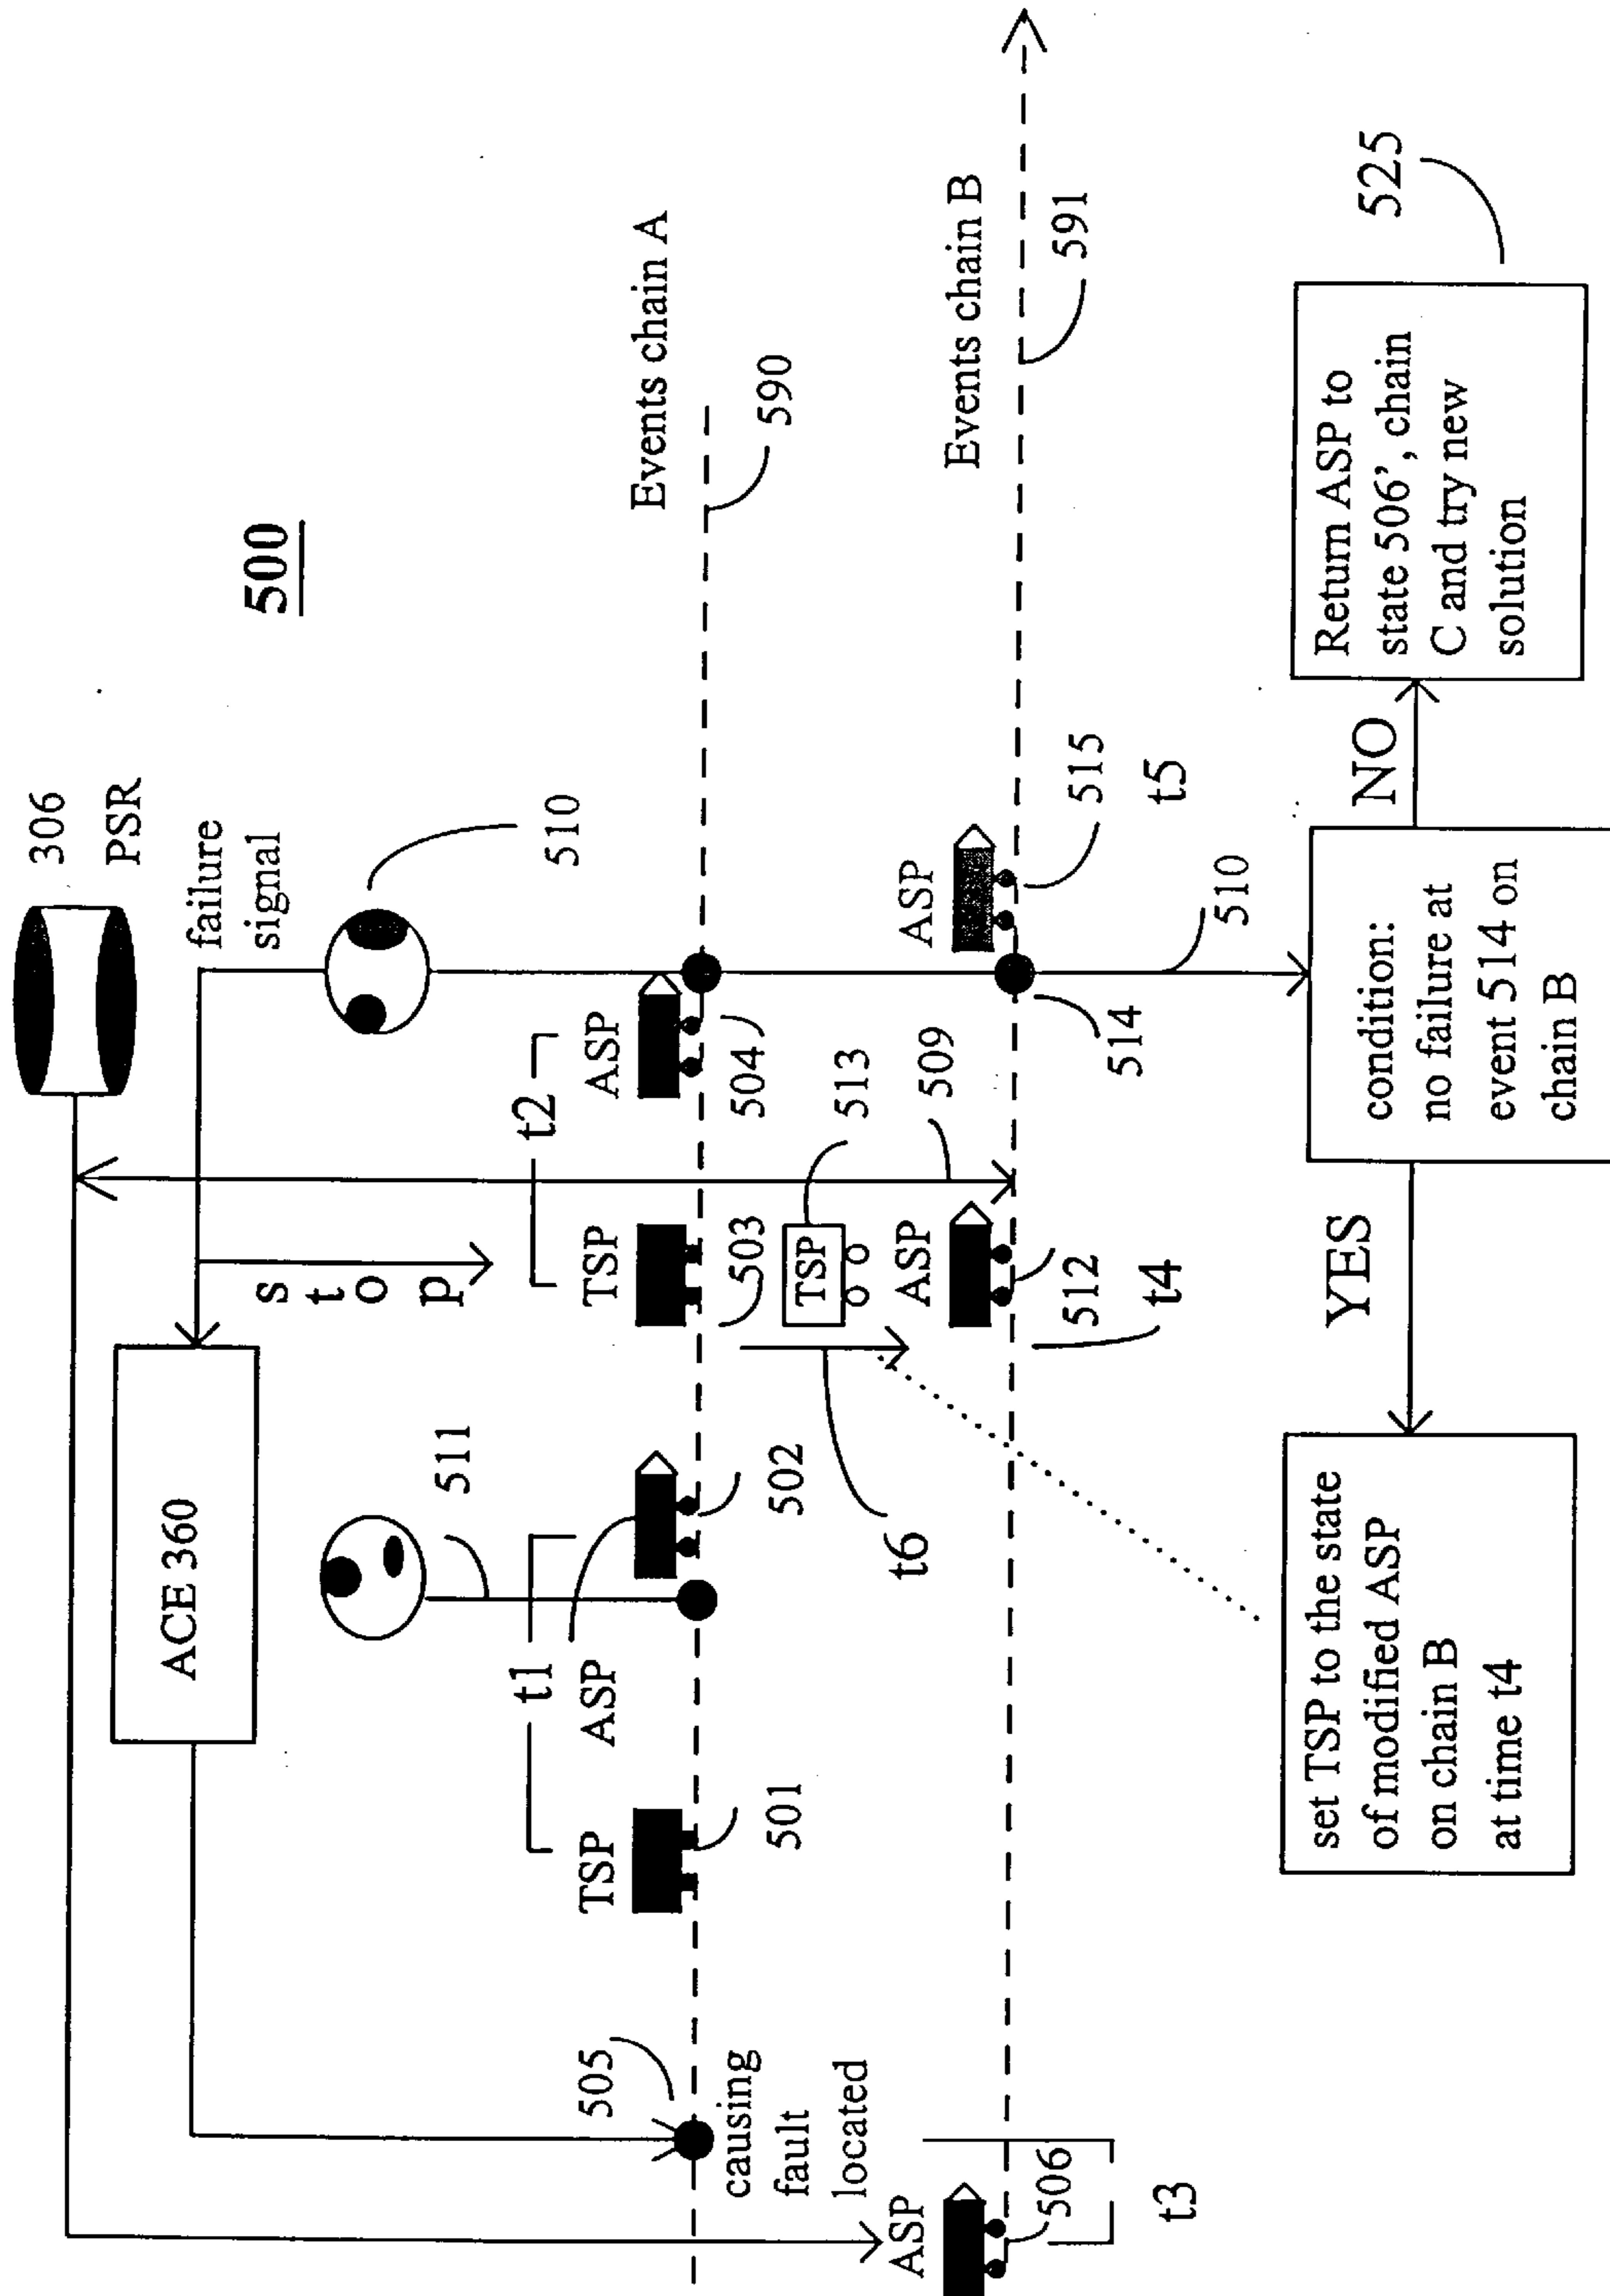 500
306
PSR
failure
signal
ACE 360
s
t
o
p
510
511
t2
t1
TSP
ASP
TSP
ASP
501
502
503
504
505
causing
fault
located
Events chain A
590
513
TSP
509
t6
ASP
506
t3
ASP
512
t4
514
ASP
515
t5
Events chain B
591
510
set TSP to the state
of modified ASP
on chain B
at time t4
YES
condition:
no failure at
event 514 on
chain B
NO
Return ASP to
state 506', chain
C and try new
solution
525